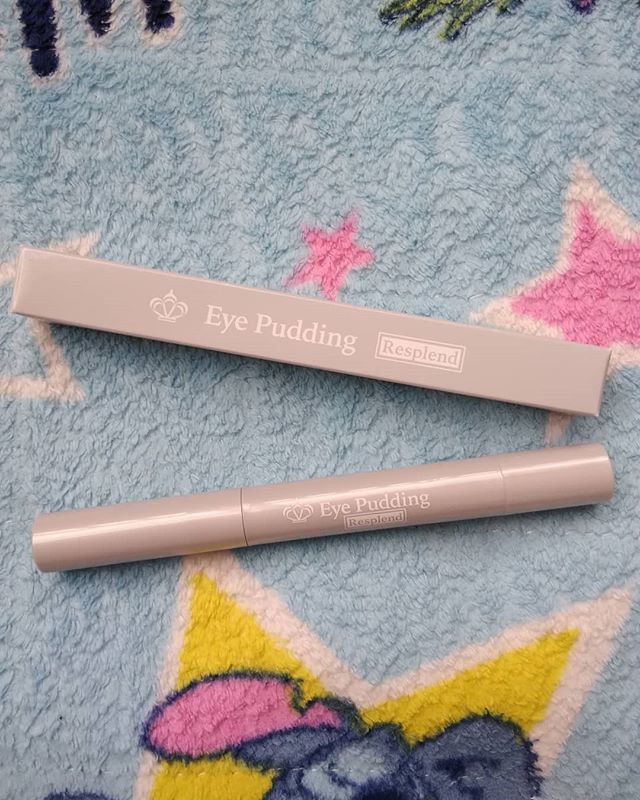 Eye Pudding Resplend
Eye Pudding
Resplend